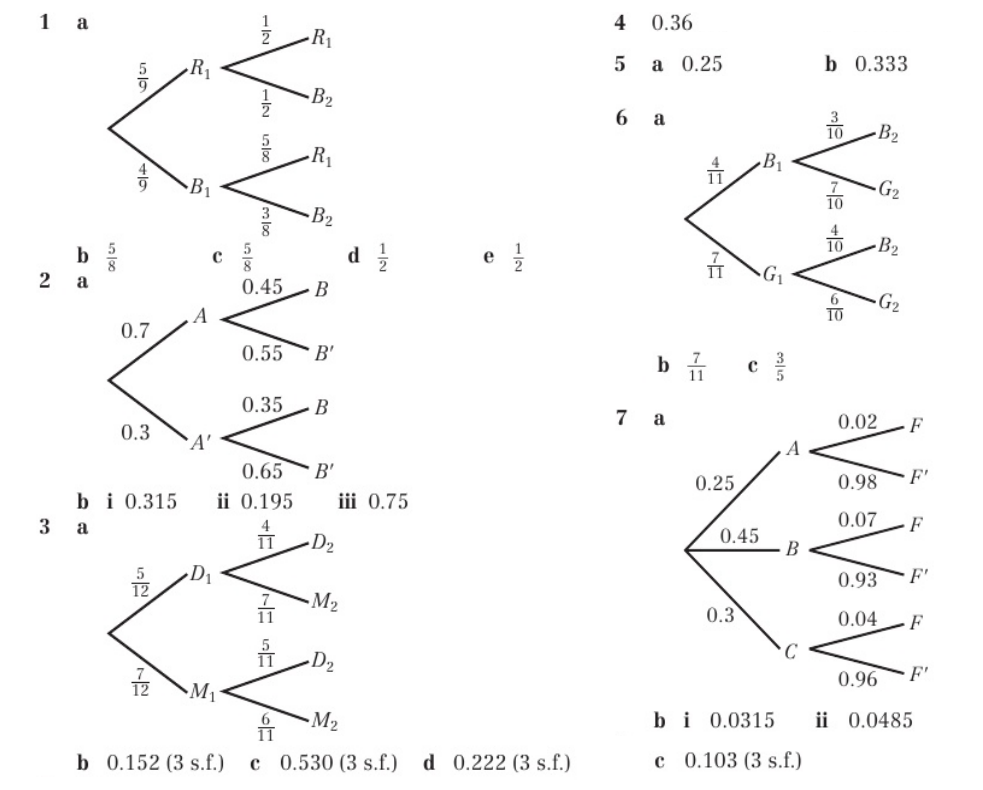 1 a
1/2 R₁
5/9 R₁
1/2 B₂
5/8 R₁
4/9 B₁
3/8 B₂
b 5/8 c 5/8 d 1/2 e 1/2
2 a
0.45 B
0.7 A
0.55 B′
0.35 B
0.3 A′
0.65 B′
b i 0.315 ii 0.195 iii 0.75
3 a
4/11 D₂
5/12 D₁
7/11 M₂
5/11 D₂
7/12 M₁
6/11 M₂
b 0.152 (3 s.f.) c 0.530 (3 s.f.) d 0.222 (3 s.f.)
4 0.36
5 a 0.25 b 0.333
6 a
3/10 B₂
4/11 B₁
7/10 G₂
4/10 B₂
7/11 G₁
6/10 G₂
b 7/11 c 3/5
7 a
0.02 F
A
0.25 0.98 F′
0.07 F
0.45 B
0.93 F′
0.3 0.04 F
C
0.96 F′
b i 0.0315 ii 0.0485
c 0.103 (3 s.f.)